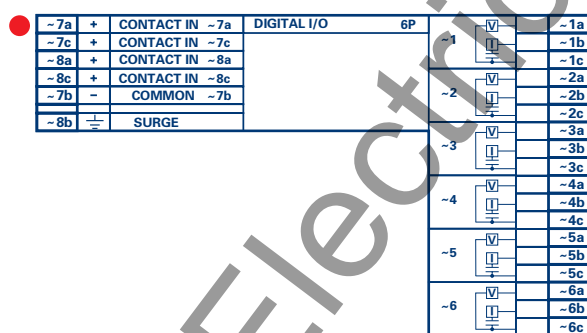 ~7a + CONTACT IN ~7a DIGITAL I/O 6P
~7c + CONTACT IN ~7c
~8a + CONTACT IN ~8a
~8c + CONTACT IN ~8c
~7b − COMMON ~7b
~8b SURGE
~1 V ~1a
I ~1b
~1c
~2 V ~2a
I ~2b
~2c
~3 V ~3a
I ~3b
~3c
~4 V ~4a
I ~4b
~4c
~5 V ~5a
I ~5b
~5c
~6 V ~6a
I ~6b
~6c
Electric